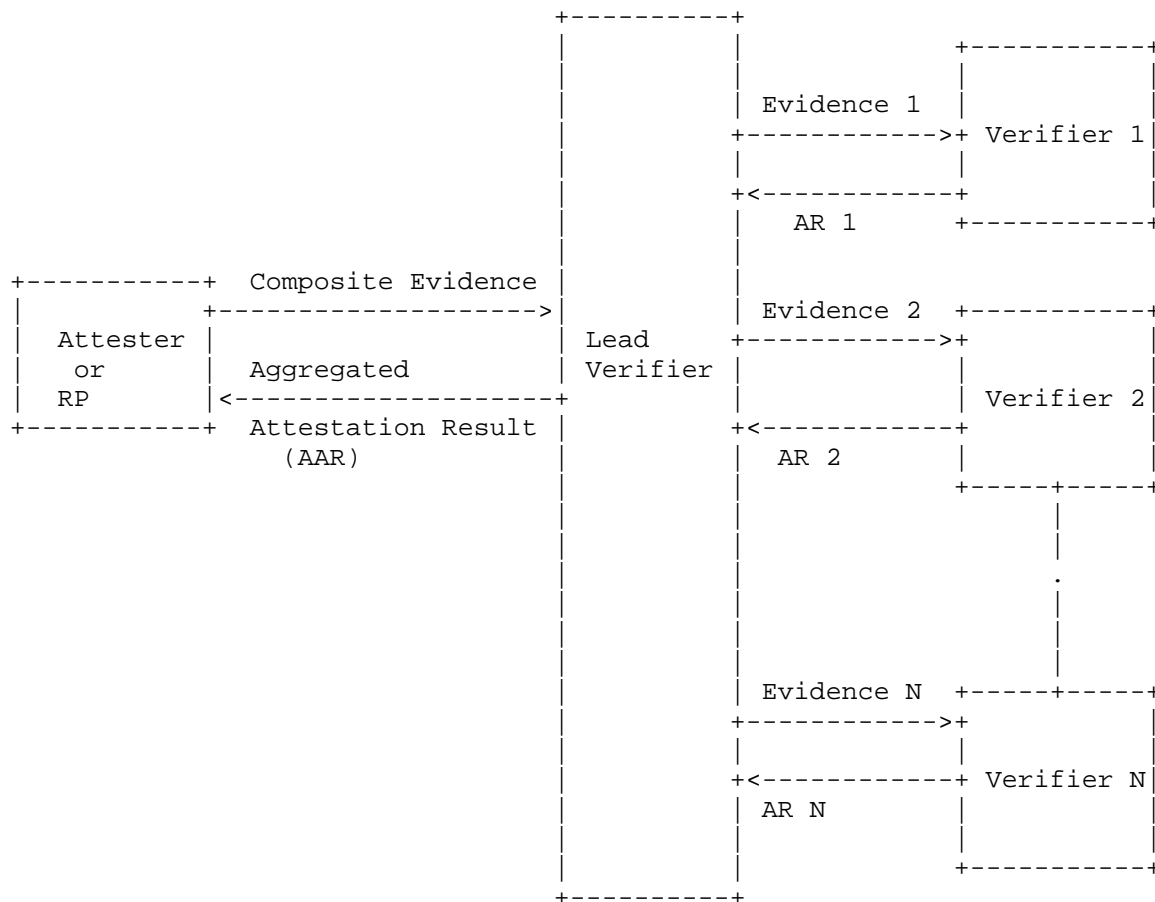 Evidence 1
Verifier 1
AR 1
Composite Evidence
Evidence 2
Attester
or
RP
Lead
Verifier
Aggregated
Verifier 2
Attestation Result
(AAR)
AR 2
.
Evidence N
Verifier N
AR N